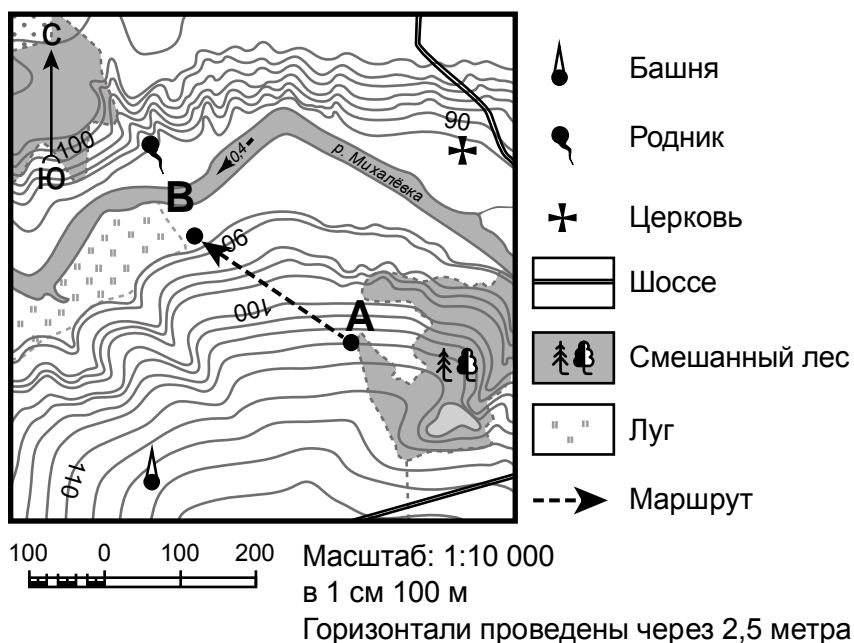 С
Башня
0,4
90
100
Родник
р. Михалёвка
Ю
В
Церковь
90
Шоссе
100
А
Смешанный лес
Луг
110
Маршрут
100 0 100 200
Масштаб: 1:10 000
в 1 см 100 м
Горизонтали проведены через 2,5 метра